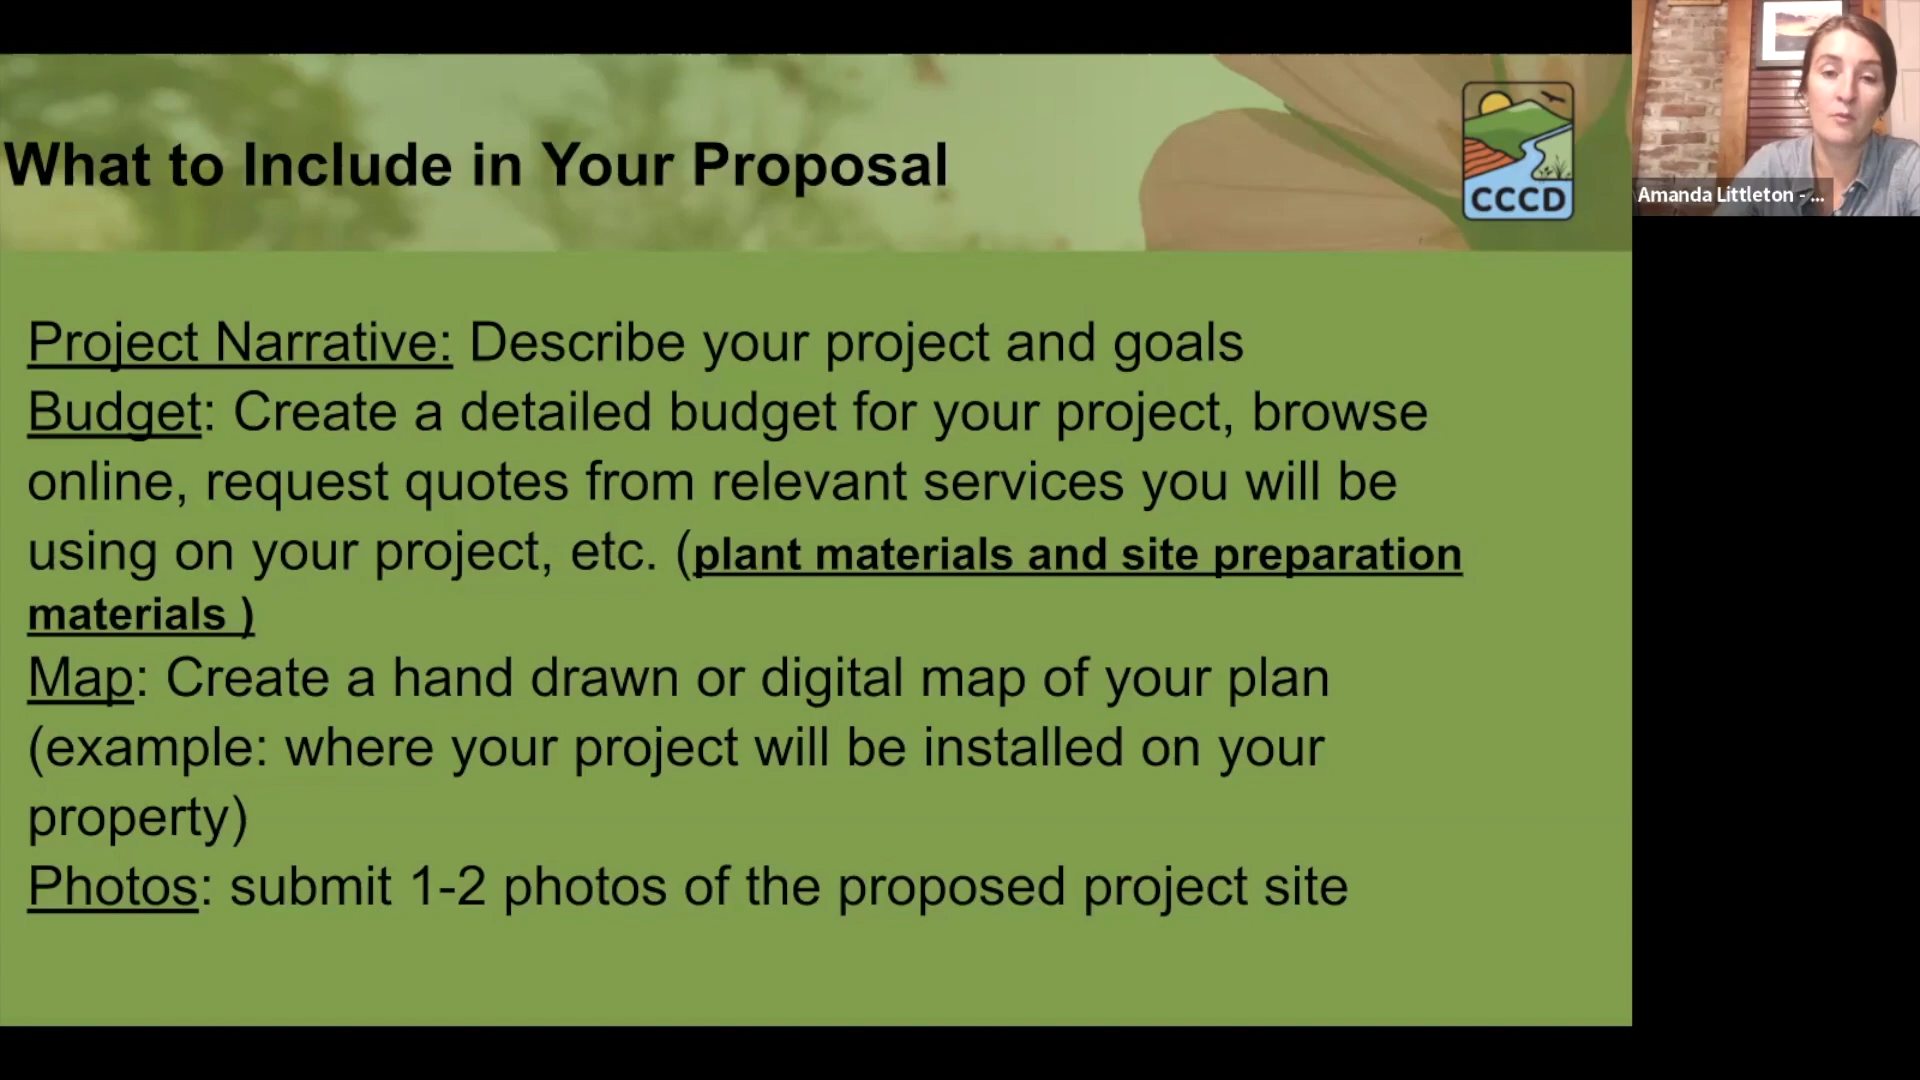 What to Include in Your Proposal
CCCD
Amanda Littleton - ...
Project Narrative: Describe your project and goals
Budget: Create a detailed budget for your project, browse
online, request quotes from relevant services you will be
using on your project, etc. (plant materials and site preparation
materials )
Map: Create a hand drawn or digital map of your plan
(example: where your project will be installed on your
property)
Photos: submit 1-2 photos of the proposed project site